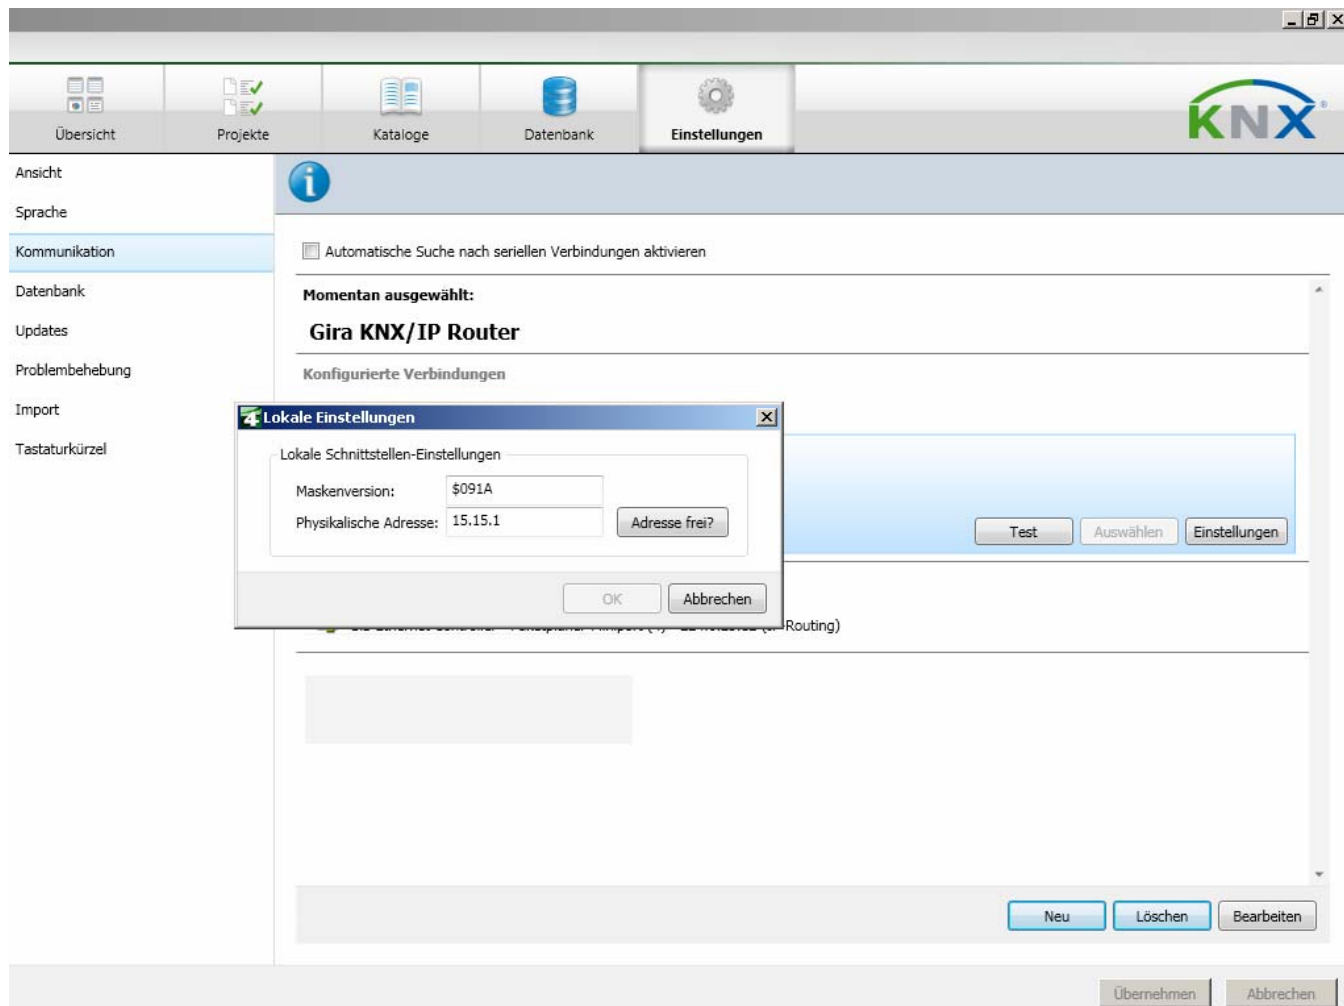 Übersicht
Projekte
Kataloge
Datenbank
Einstellungen
KNX
Ansicht
Sprache
Kommunikation
Datenbank
Updates
Problembehebung
Import
Tastaturkürzel
Automatische Suche nach seriellen Verbindungen aktivieren
Momentan ausgewählt:
Gira KNX/IP Router
Konfigurierte Verbindungen
4 Lokale Einstellungen
Lokale Schnittstellen-Einstellungen
Maskenversion: $091A
Physikalische Adresse: 15.15.1 Adresse frei?
OK Abbrechen
Test Auswählen Einstellungen
Routing)
Neu Löschen Bearbeiten
Übernehmen Abbrechen